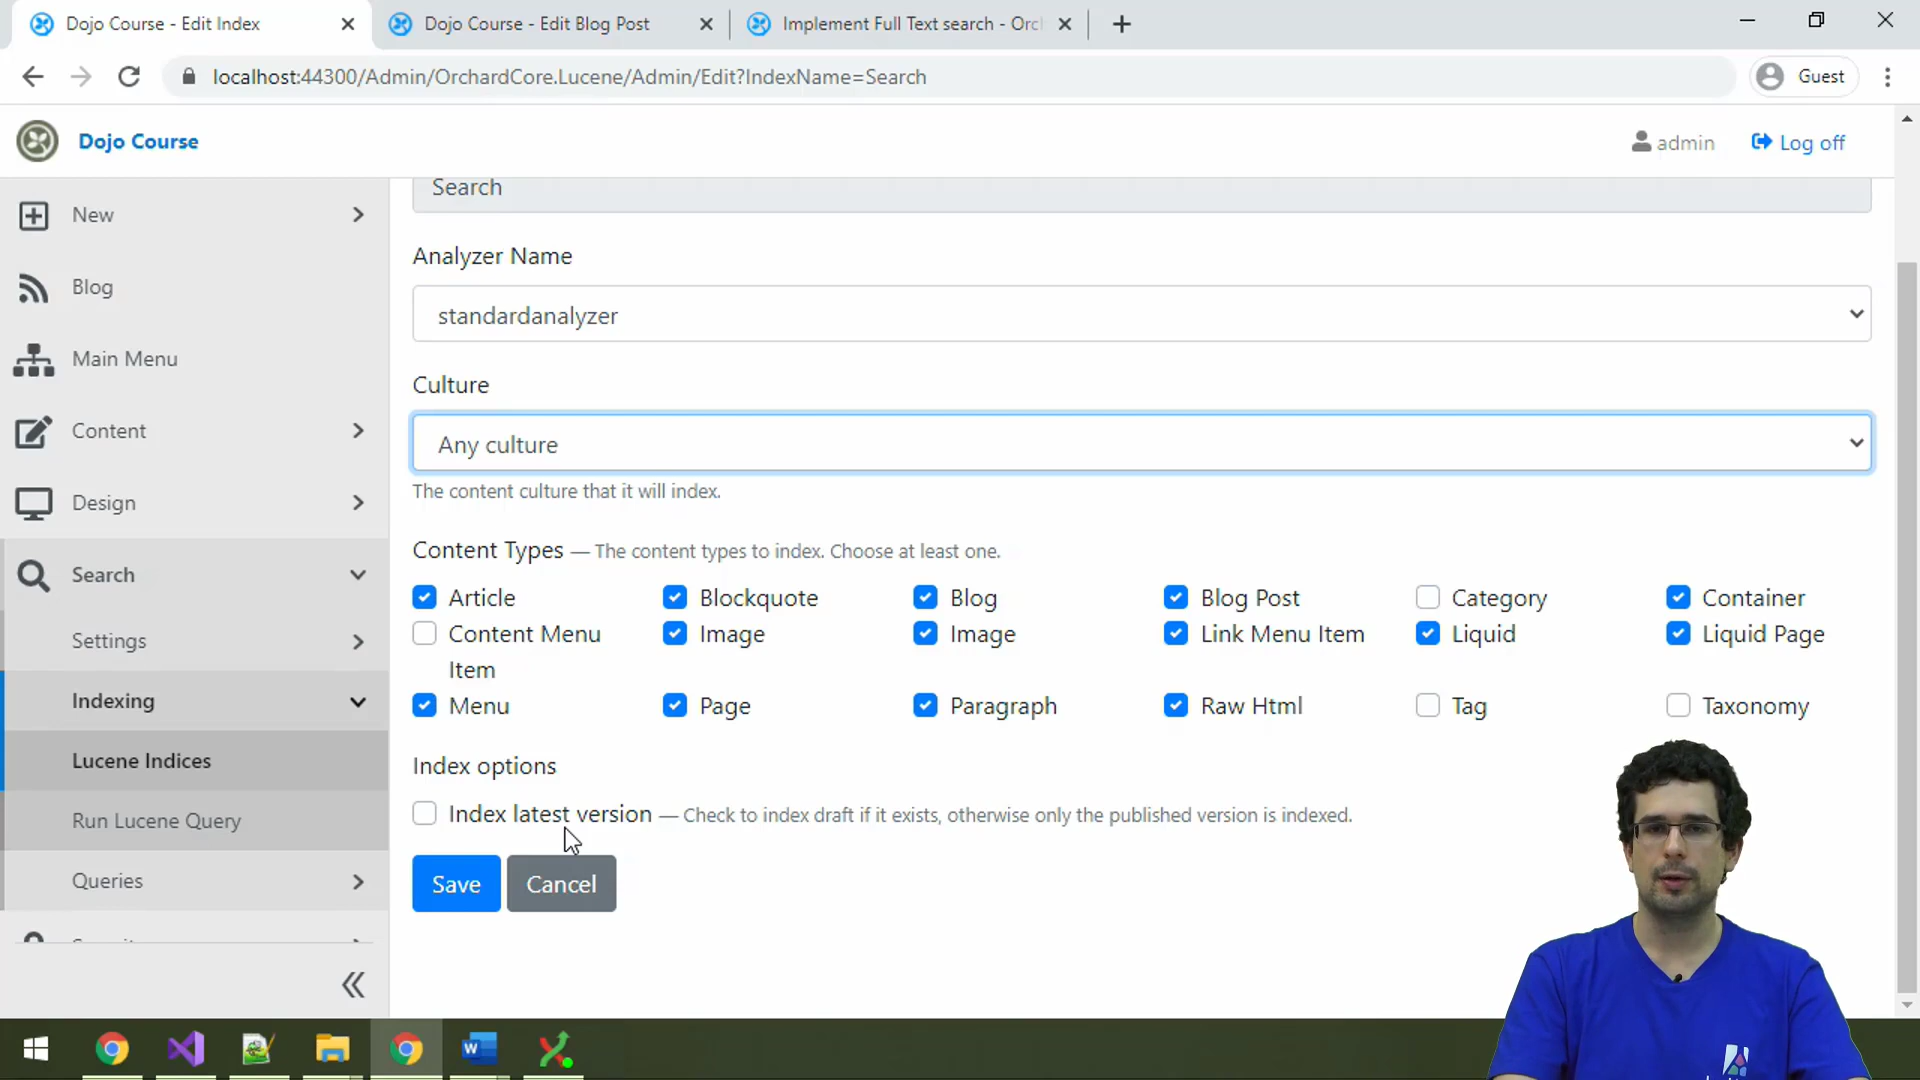 Dojo Course - Edit Index
Dojo Course - Edit Blog Post
Implement Full Text search - Orc
localhost:44300/Admin/OrchardCore.Lucene/Admin/Edit?IndexName=Search
Guest
Dojo Course
admin
Log off
New
Blog
Main Menu
Content
Design
Search
Settings
Indexing
Lucene Indices
Run Lucene Query
Queries
Search
Analyzer Name
standardanalyzer
Culture
Any culture
The content culture that it will index.
Content Types — The content types to index. Choose at least one.
Article Blockquote Blog Blog Post Category Container
Content Menu Item Image Image Link Menu Item Liquid Liquid Page
Menu Page Paragraph Raw Html Tag Taxonomy
Index options
Index latest version — Check to index draft if it exists, otherwise only the published version is indexed.
Save Cancel